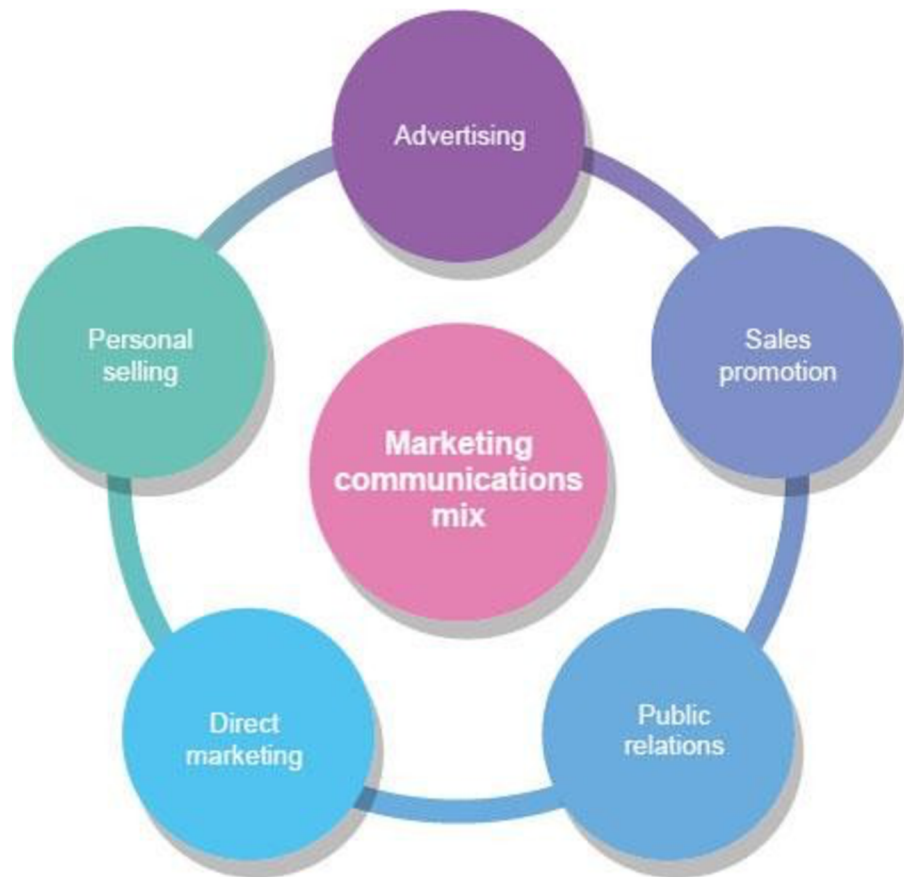 Advertising
Sales
promotion
Public
relations
Direct
marketing
Personal
selling
Marketing
communications
mix